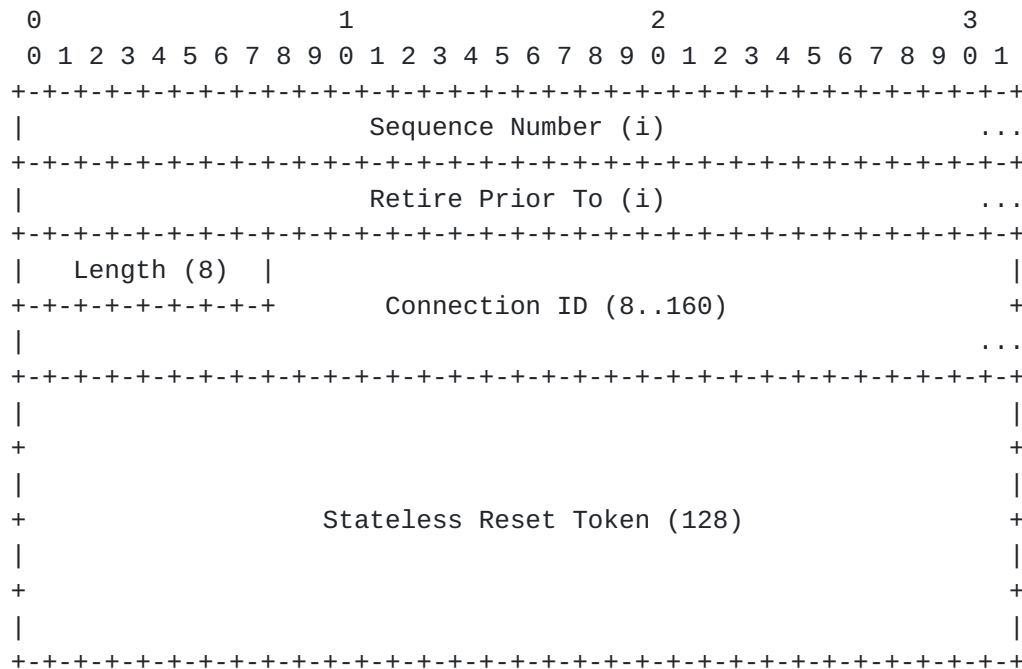 0                   1                   2                   3
 0 1 2 3 4 5 6 7 8 9 0 1 2 3 4 5 6 7 8 9 0 1 2 3 4 5 6 7 8 9 0 1
+-+-+-+-+-+-+-+-+-+-+-+-+-+-+-+-+-+-+-+-+-+-+-+-+-+-+-+-+-+-+-+-+
|                      Sequence Number (i)                    ...
+-+-+-+-+-+-+-+-+-+-+-+-+-+-+-+-+-+-+-+-+-+-+-+-+-+-+-+-+-+-+-+-+
|                      Retire Prior To (i)                    ...
+-+-+-+-+-+-+-+-+-+-+-+-+-+-+-+-+-+-+-+-+-+-+-+-+-+-+-+-+-+-+-+-+
|   Length (8)  |                                               |
+-+-+-+-+-+-+-+-+       Connection ID (8..160)                  +
|                                                             ...
+-+-+-+-+-+-+-+-+-+-+-+-+-+-+-+-+-+-+-+-+-+-+-+-+-+-+-+-+-+-+-+-+
|                                                               |
+                                                               +
|                                                               |
+                   Stateless Reset Token (128)                 +
|                                                               |
+                                                               +
|                                                               |
+-+-+-+-+-+-+-+-+-+-+-+-+-+-+-+-+-+-+-+-+-+-+-+-+-+-+-+-+-+-+-+-+